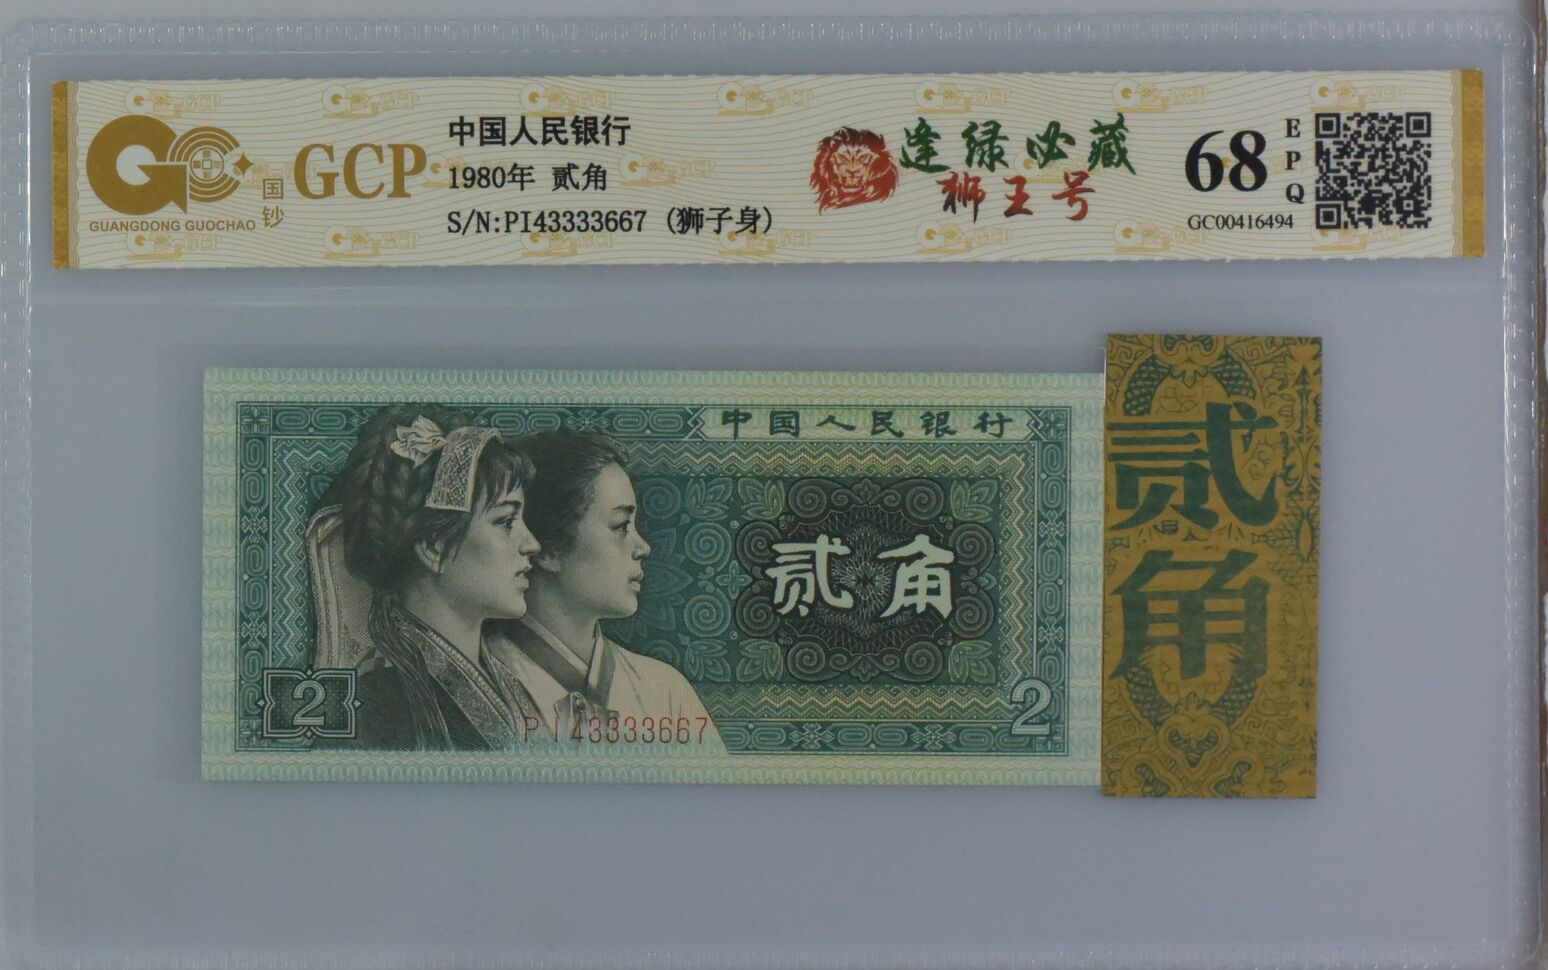 GCP
国钞
GUANGDONG GUOCHAO
中国人民银行
1980年 贰角
S/N:PI43333667 (狮子身)
逢绿必藏
狮王号
68
EPQ
GC00416494
中国人民银行
贰角
2
PI43333667
2
贰角